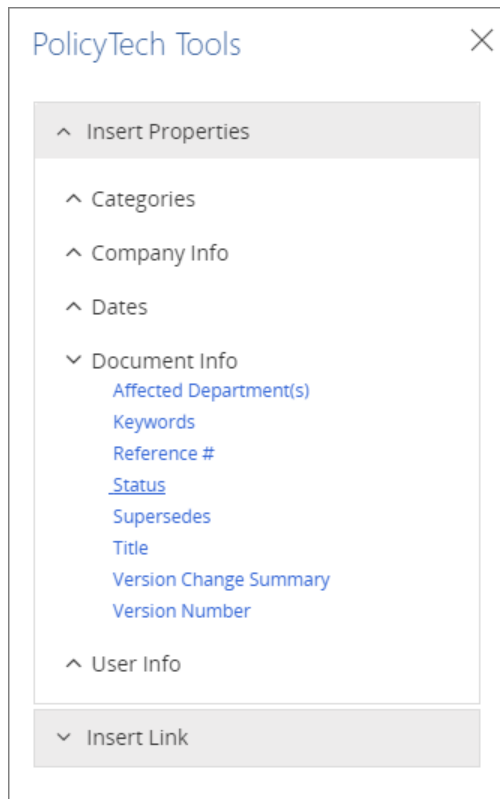 PolicyTech Tools
Insert Properties
Categories
Company Info
Dates
Document Info
Affected Department(s)
Keywords
Reference #
Status
Supersedes
Title
Version Change Summary
Version Number
User Info
Insert Link